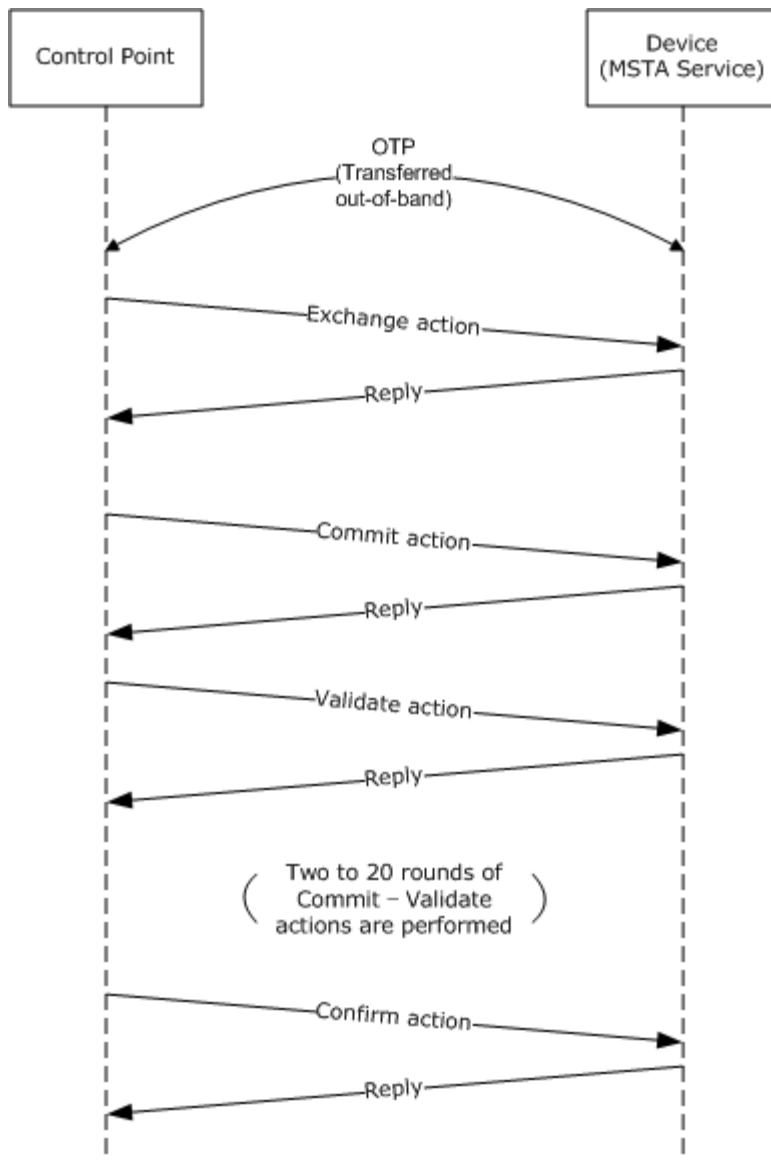 Control Point
Device
(MSTA Service)
OTP
(Transferred
out-of-band)
Exchange action
Reply
Commit action
Reply
Validate action
Reply
( Two to 20 rounds of
Commit – Validate
actions are performed )
Confirm action
Reply